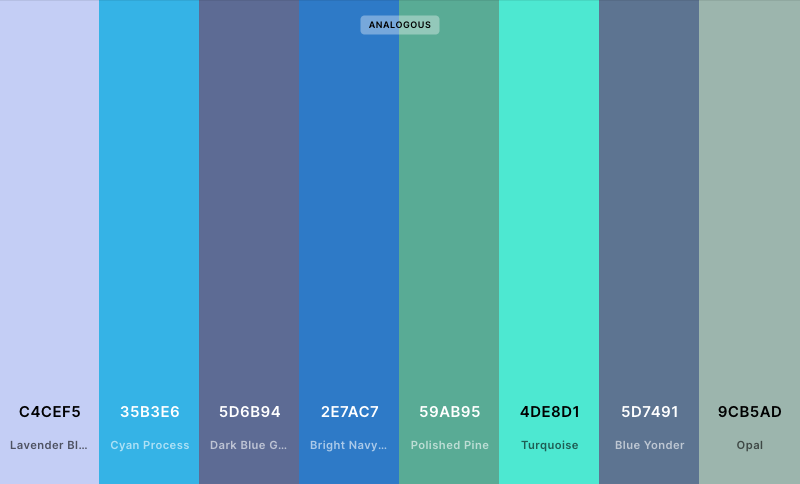 ANALOGOUS
C4CEF5 35B3E6 5D6B94 2E7AC7 59AB95 4DE8D1 5D7491 9CB5AD
Lavender Bl... Cyan Process Dark Blue G... Bright Navy... Polished Pine Turquoise Blue Yonder Opal